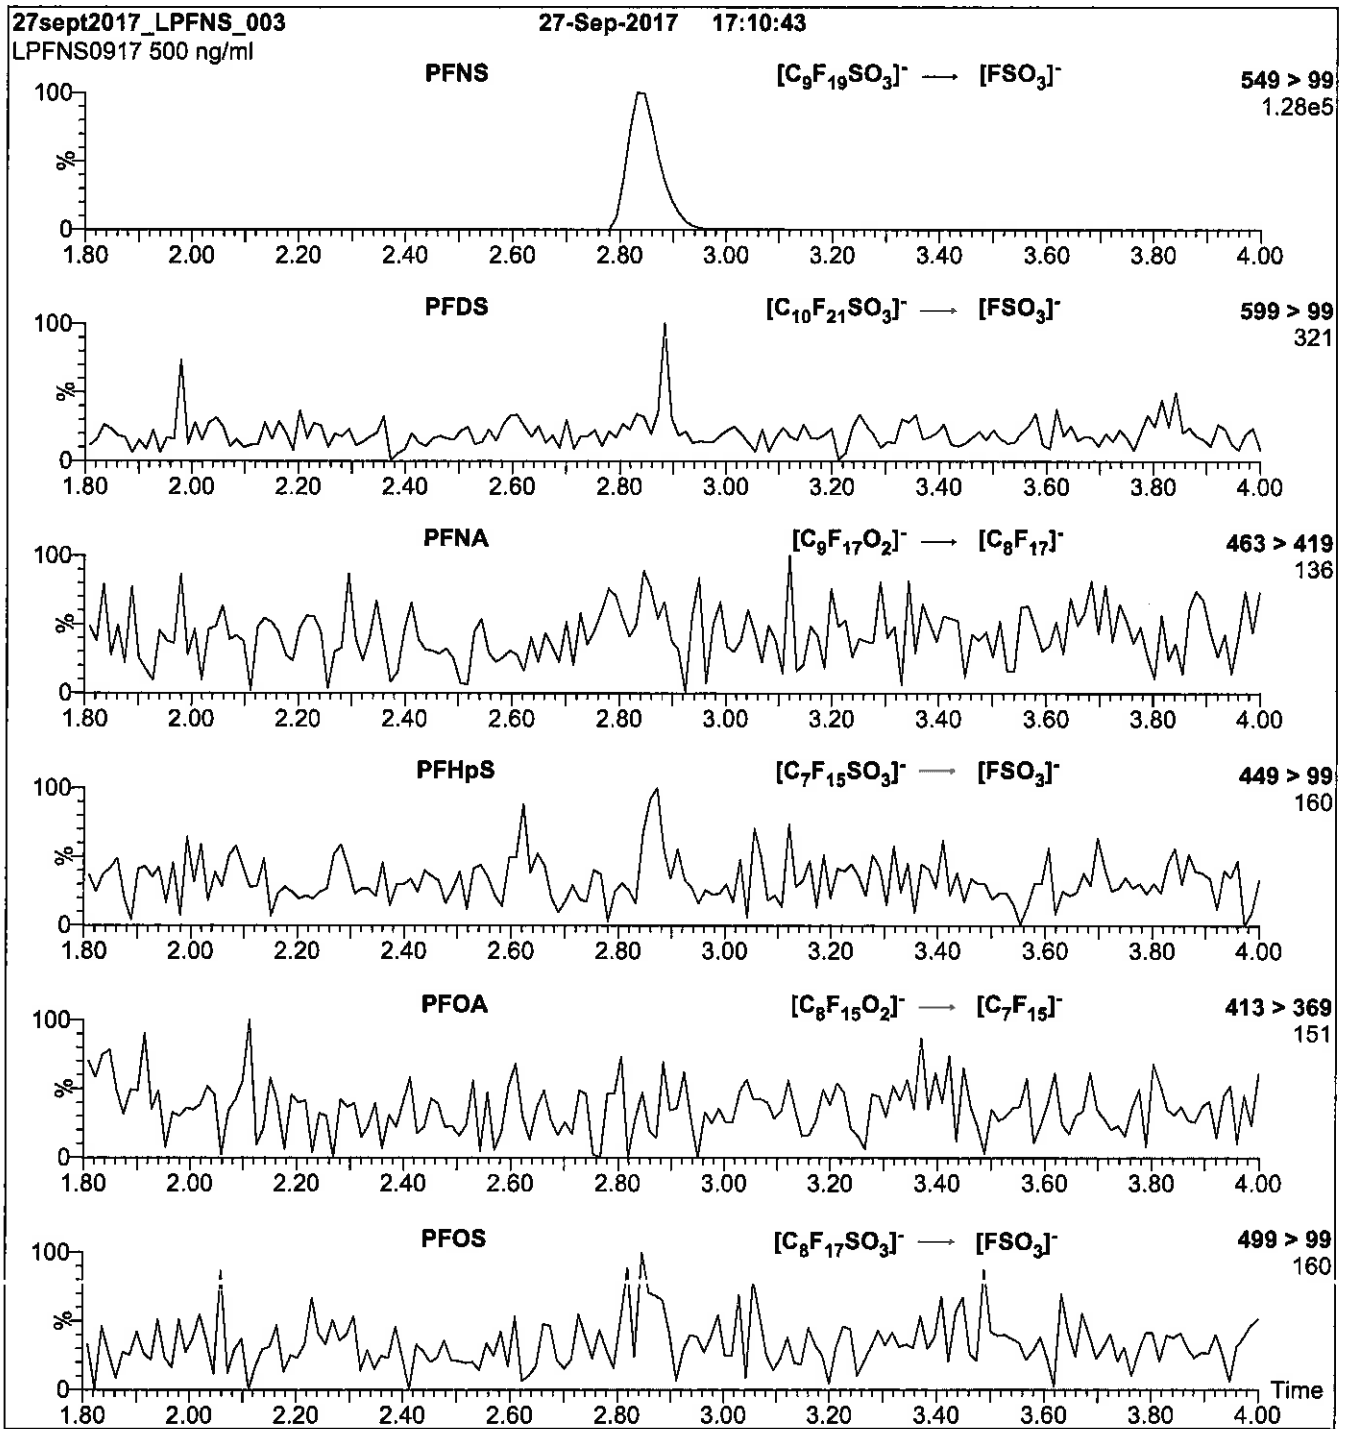 27sept2017_LPFNS_003 27-Sep-2017 17:10:43
LPFNS0917 500 ng/ml
PFNS [C₉F₁₉SO₃]⁻ → [FSO₃]⁻ 549 > 99
1.28e5
100
%
0
1.80 2.00 2.20 2.40 2.60 2.80 3.00 3.20 3.40 3.60 3.80 4.00
PFDS [C₁₀F₂₁SO₃]⁻ → [FSO₃]⁻ 599 > 99
321
100
%
0
1.80 2.00 2.20 2.40 2.60 2.80 3.00 3.20 3.40 3.60 3.80 4.00
PFNA [C₉F₁₇O₂]⁻ → [C₈F₁₇]⁻ 463 > 419
136
100
%
0
1.80 2.00 2.20 2.40 2.60 2.80 3.00 3.20 3.40 3.60 3.80 4.00
PFHpS [C₇F₁₅SO₃]⁻ → [FSO₃]⁻ 449 > 99
160
100
%
0
1.80 2.00 2.20 2.40 2.60 2.80 3.00 3.20 3.40 3.60 3.80 4.00
PFOA [C₈F₁₅O₂]⁻ → [C₇F₁₅]⁻ 413 > 369
151
100
%
0
1.80 2.00 2.20 2.40 2.60 2.80 3.00 3.20 3.40 3.60 3.80 4.00
PFOS [C₈F₁₇SO₃]⁻ → [FSO₃]⁻ 499 > 99
160
100
%
0
Time
1.80 2.00 2.20 2.40 2.60 2.80 3.00 3.20 3.40 3.60 3.80 4.00